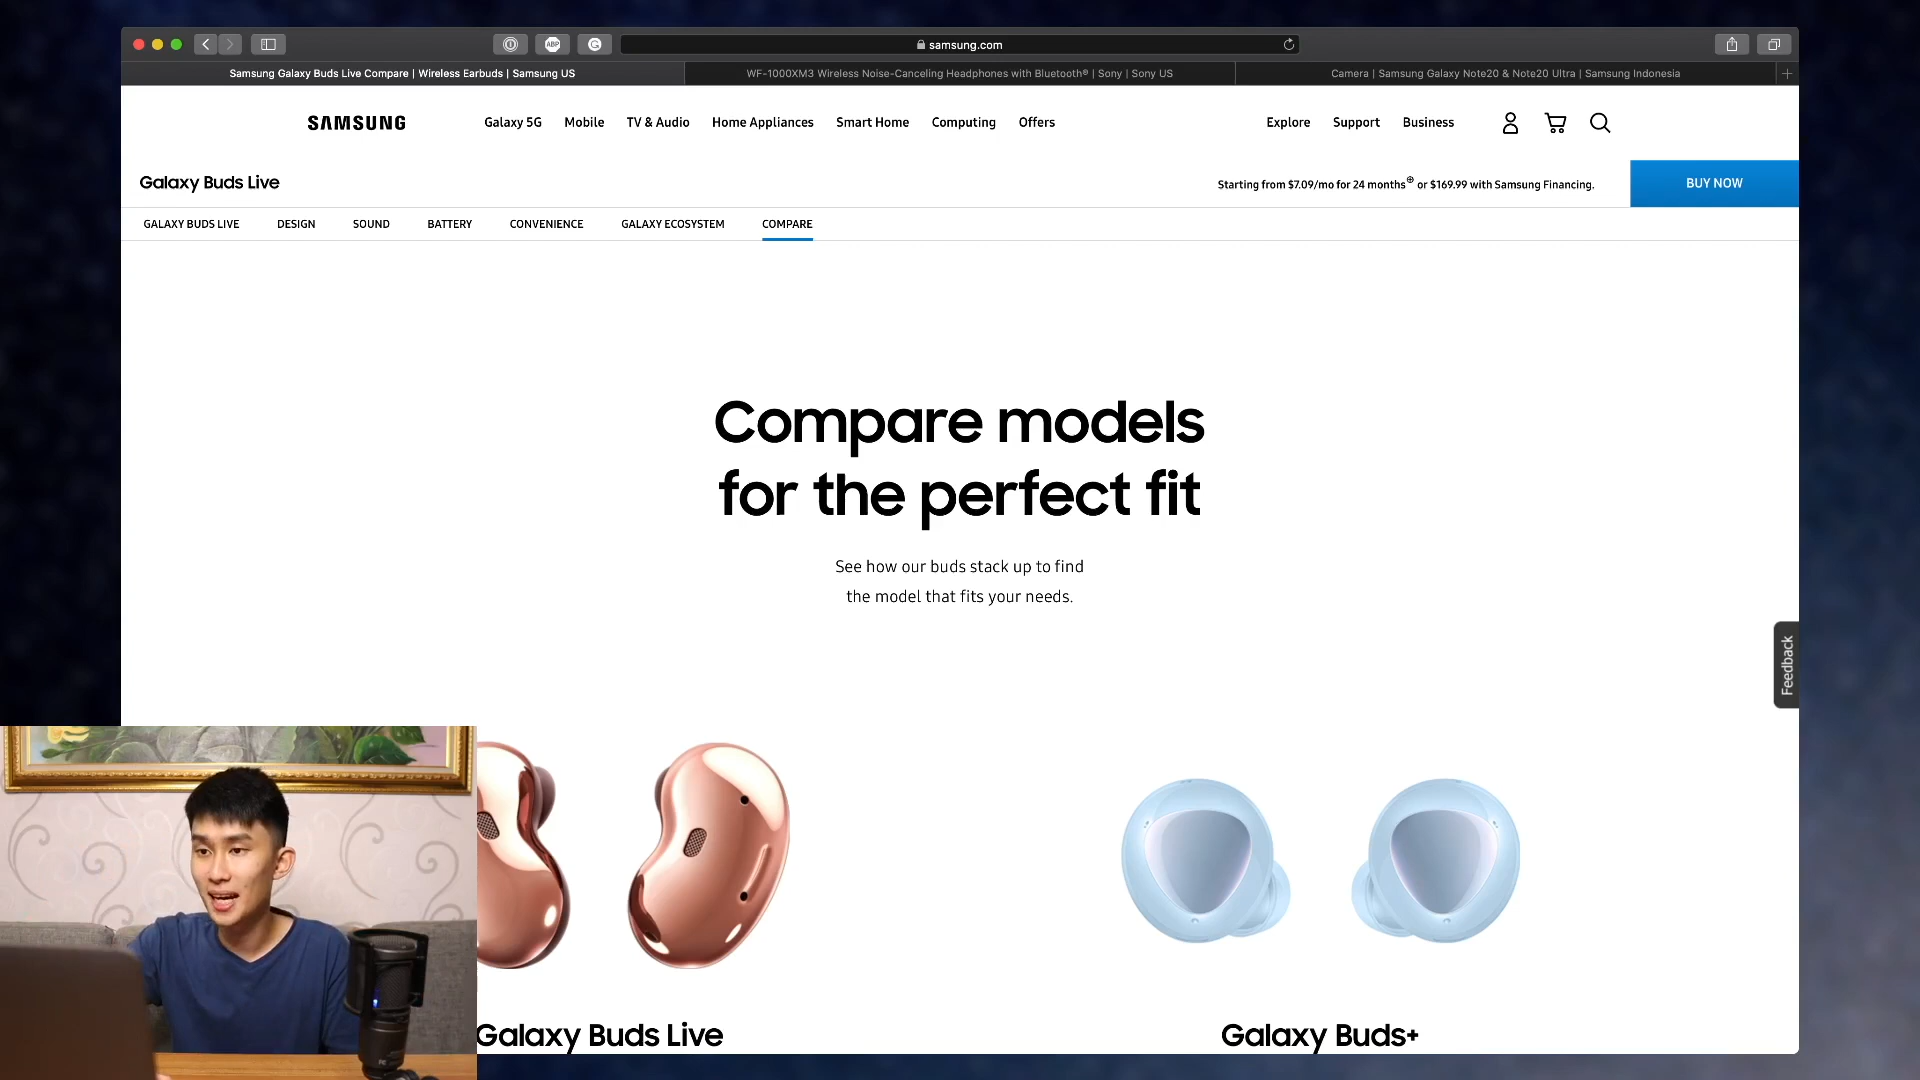 samsung.com
Samsung Galaxy Buds Live Compare | Wireless Earbuds | Samsung US
WF-1000XM3 Wireless Noise-Canceling Headphones with Bluetooth® | Sony | Sony US
Camera | Samsung Galaxy Note20 & Note20 Ultra | Samsung Indonesia
ABP
SAMSUNG
Galaxy 5G Mobile TV & Audio Home Appliances Smart Home Computing Offers
Explore Support Business
Galaxy Buds Live
Starting from $7.09/mo for 24 months⊕ or $169.99 with Samsung Financing.
BUY NOW
GALAXY BUDS LIVE DESIGN SOUND BATTERY CONVENIENCE GALAXY ECOSYSTEM COMPARE
Compare models
for the perfect fit
See how our buds stack up to find
the model that fits your needs.
Feedback
Galaxy Buds Live
Galaxy Buds+